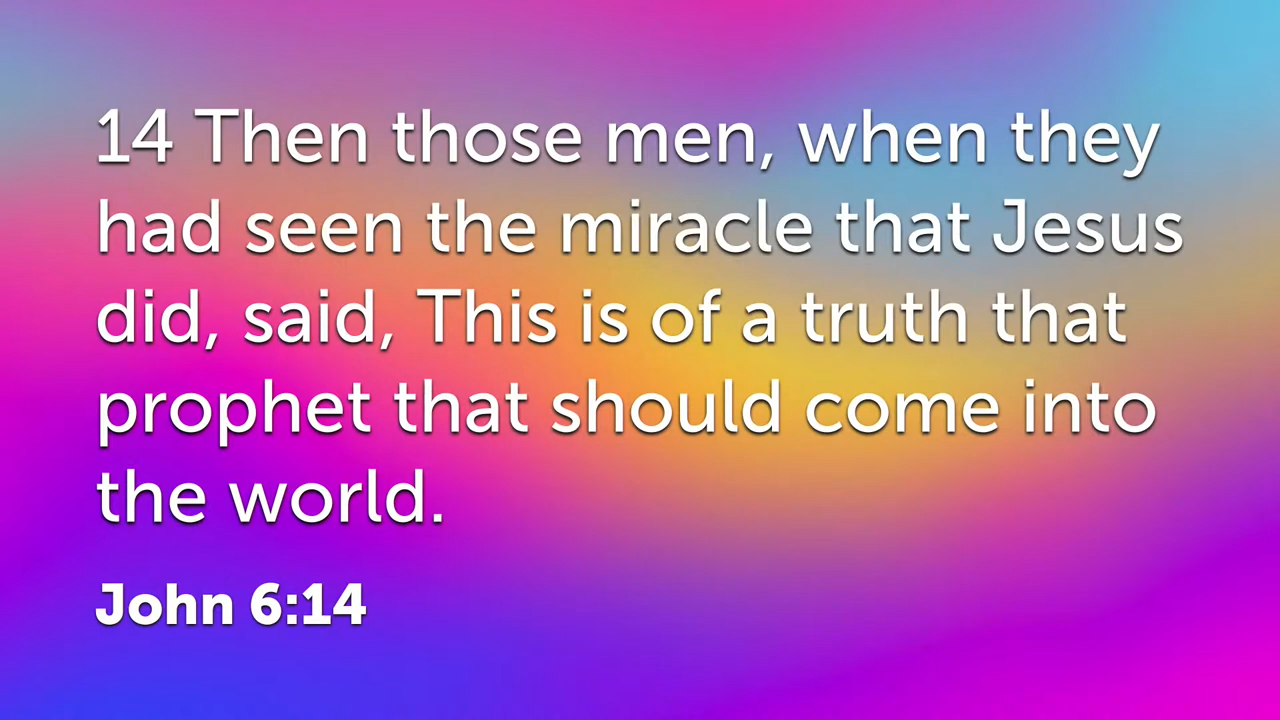 14 Then those men, when they
had seen the miracle that Jesus
did, said, This is of a truth that
prophet that should come into
the world.
John 6:14